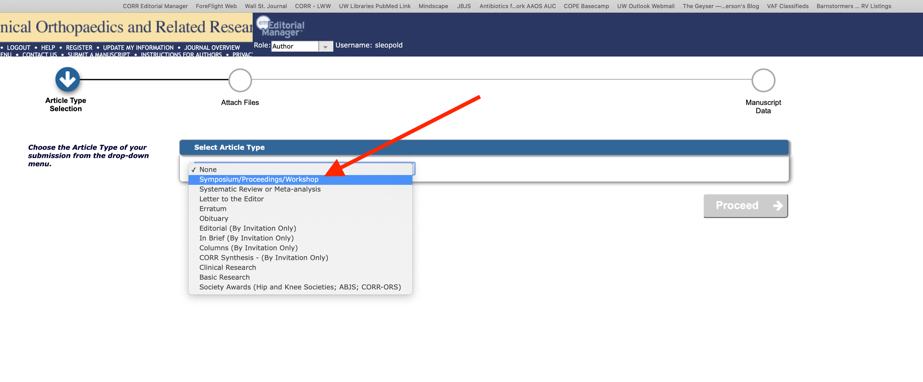 CORR Editorial Manager ForeFlight Web Wall St. Journal CORR - LWW UW Libraries PubMed Link Mindscape JBJS Antibiotics f...ork AAOS AUC COPE Basecamp UW Outlook Webmail The Geyser —...erson's Blog VAF Classifieds Barnstormers ... RV Listings
nical Orthopaedics and Related Resear
Editorial
Manager
Role: Author Username: sleopold
• LOGOUT • HELP • REGISTER • UPDATE MY INFORMATION • JOURNAL OVERVIEW
ENU • CONTACT US • SUBMIT A MANUSCRIPT • INSTRUCTIONS FOR AUTHORS • PRIVAC
Article Type
Selection
Attach Files
Manuscript
Data
Choose the Article Type of your
submission from the drop-down
menu.
Select Article Type
✓ None
Symposium/Proceedings/Workshop
Systematic Review or Meta-analysis
Letter to the Editor
Erratum
Obituary
Editorial (By Invitation Only)
In Brief (By Invitation Only)
Columns (By Invitation Only)
CORR Synthesis - (By Invitation Only)
Clinical Research
Basic Research
Society Awards (Hip and Knee Societies; ABJS; CORR-ORS)
Proceed